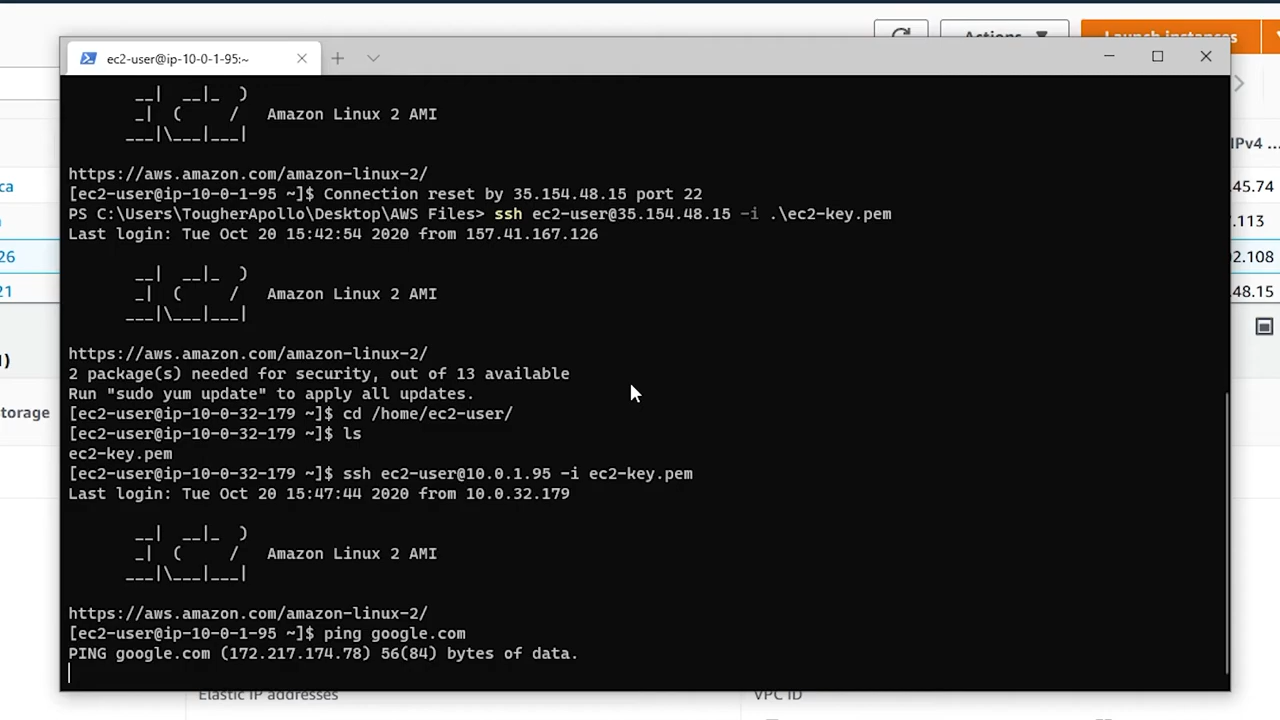 Actions
Launch instances
ec2-user@ip-10-0-1-95:~
__|  __|_  )
_|  (     /   Amazon Linux 2 AMI
___|\___|___|
https://aws.amazon.com/amazon-linux-2/
[ec2-user@ip-10-0-1-95 ~]$ Connection reset by 35.154.48.15 port 22
PS C:\Users\TougherApollo\Desktop\AWS Files> ssh ec2-user@35.154.48.15 -i .\ec2-key.pem
Last login: Tue Oct 20 15:42:54 2020 from 157.41.167.126
__|  __|_  )
_|  (     /   Amazon Linux 2 AMI
___|\___|___|
https://aws.amazon.com/amazon-linux-2/
2 package(s) needed for security, out of 13 available
Run "sudo yum update" to apply all updates.
[ec2-user@ip-10-0-32-179 ~]$ cd /home/ec2-user/
[ec2-user@ip-10-0-32-179 ~]$ ls
ec2-key.pem
[ec2-user@ip-10-0-32-179 ~]$ ssh ec2-user@10.0.1.95 -i ec2-key.pem
Last login: Tue Oct 20 15:47:44 2020 from 10.0.32.179
__|  __|_  )
_|  (     /   Amazon Linux 2 AMI
___|\___|___|
https://aws.amazon.com/amazon-linux-2/
[ec2-user@ip-10-0-1-95 ~]$ ping google.com
PING google.com (172.217.174.78) 56(84) bytes of data.
IPv4 ...
ca
.45.74
.113
26
2.108
21
.48.15
)
torage
Elastic IP addresses
VPC ID